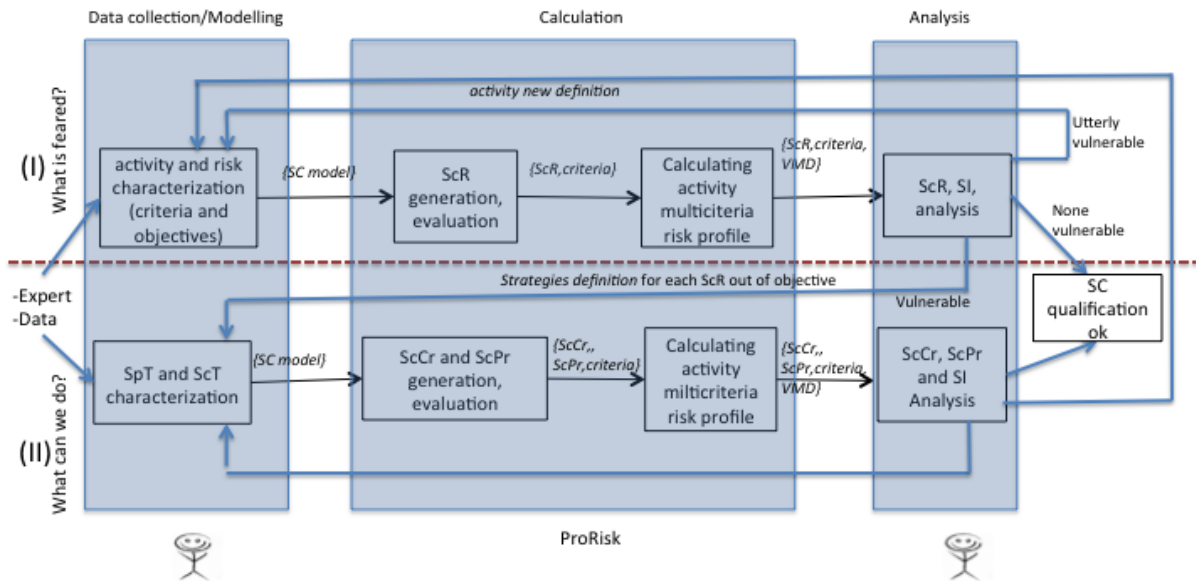 Data collection/Modelling
Calculation
Analysis
(I)
What is feared?
activity new definition
Utterly
vulnerable
activity and risk
characterization
(criteria and
objectives)
{SC model}
ScR
generation,
evaluation
{ScR,criteria}
Calculating
activity
multicriteria
risk profile
{ScR,criteria,
VMD}
ScR, SI,
analysis
None
vulnerable
-Expert
-Data
Strategies definition for each ScR out of objective
Vulnerable
SC
qualification
ok
(II)
What can we do?
SpT and ScT
characterization
{SC model}
ScCr and ScPr
generation,
evaluation
{ScCr,,
ScPr,criteria}
Calculating
activity
milticriteria
risk profile
{ScCr,,
ScPr,criteria,
VMD}
ScCr, ScPr
and SI
Analysis
ProRisk